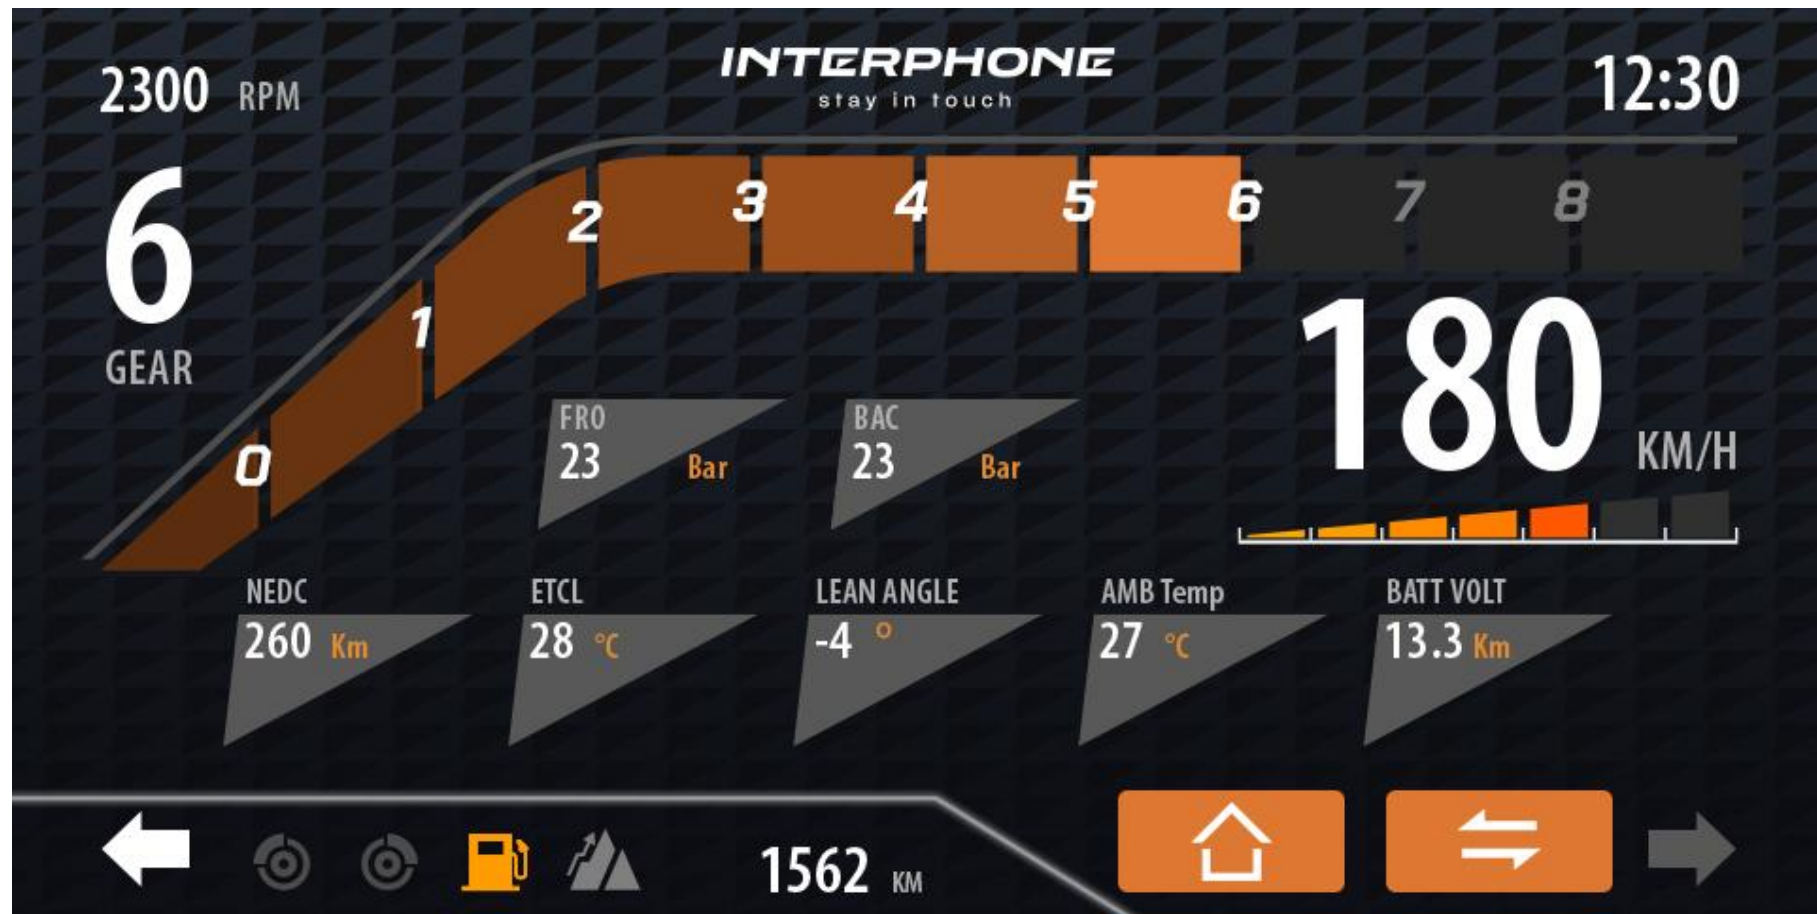 INTERPHONE
stay in touch
2300 RPM
12:30
6
GEAR
0 1 2 3 4 5 6 7 8
180 KM/H
FRO
23 Bar
BAC
23 Bar
NEDC
260 Km
ETCL
28 °C
LEAN ANGLE
-4 °
AMB Temp
27 °C
BATT VOLT
13.3 Km
1562 KM